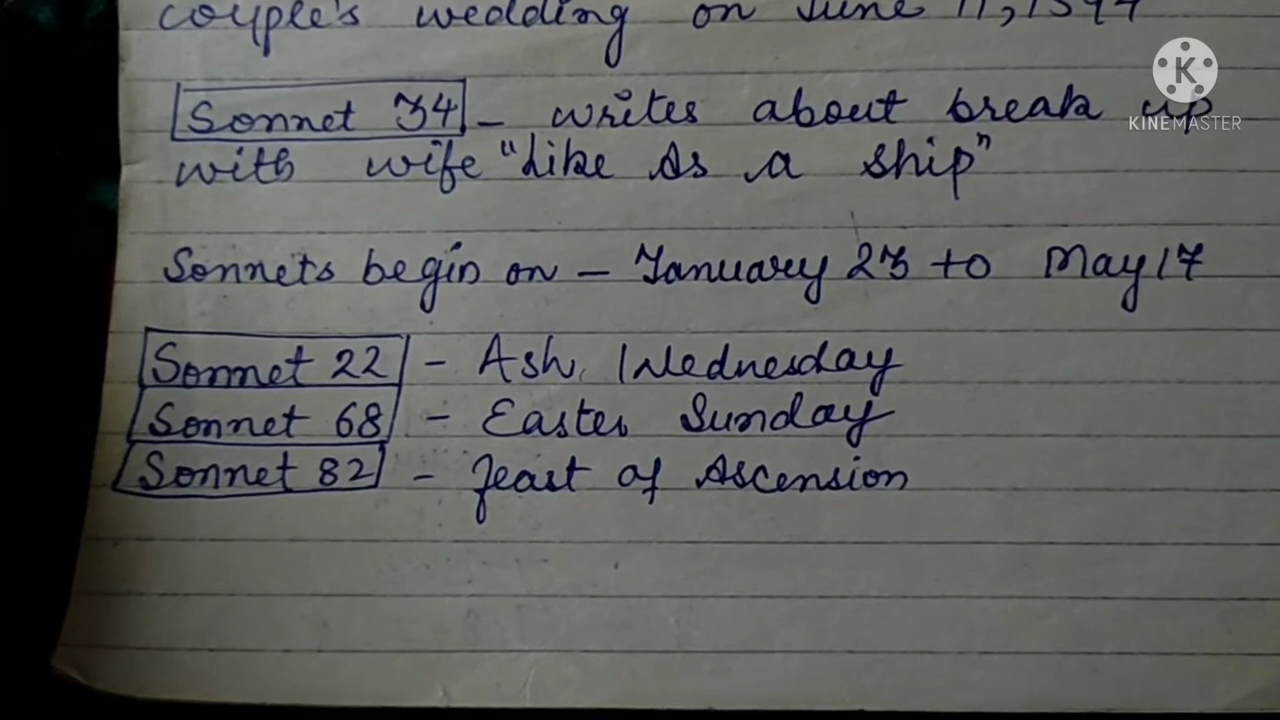 couple's wedding on June 11, 1594
Sonnet 34 - writes about break up
with wife "Like As a ship"
Sonnets begin on - January 23 to May 17
Sonnet 22 - Ash Wednesday
Sonnet 68 - Easter Sunday
Sonnet 82 - Feast of Ascension
K
KINEMASTER